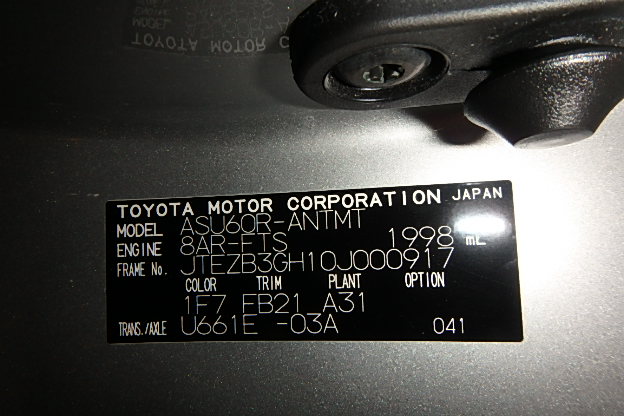 TOYOTA MOTOR CORPORATION JAPAN
MODEL ASU60R-ANTMT
ENGINE 8AR-FTS 1998 mL
FRAME No. JTEZB3GH10J000917
COLOR TRIM PLANT OPTION
1F7 EB21 A31
TRANS./AXLE U661E -03A 041